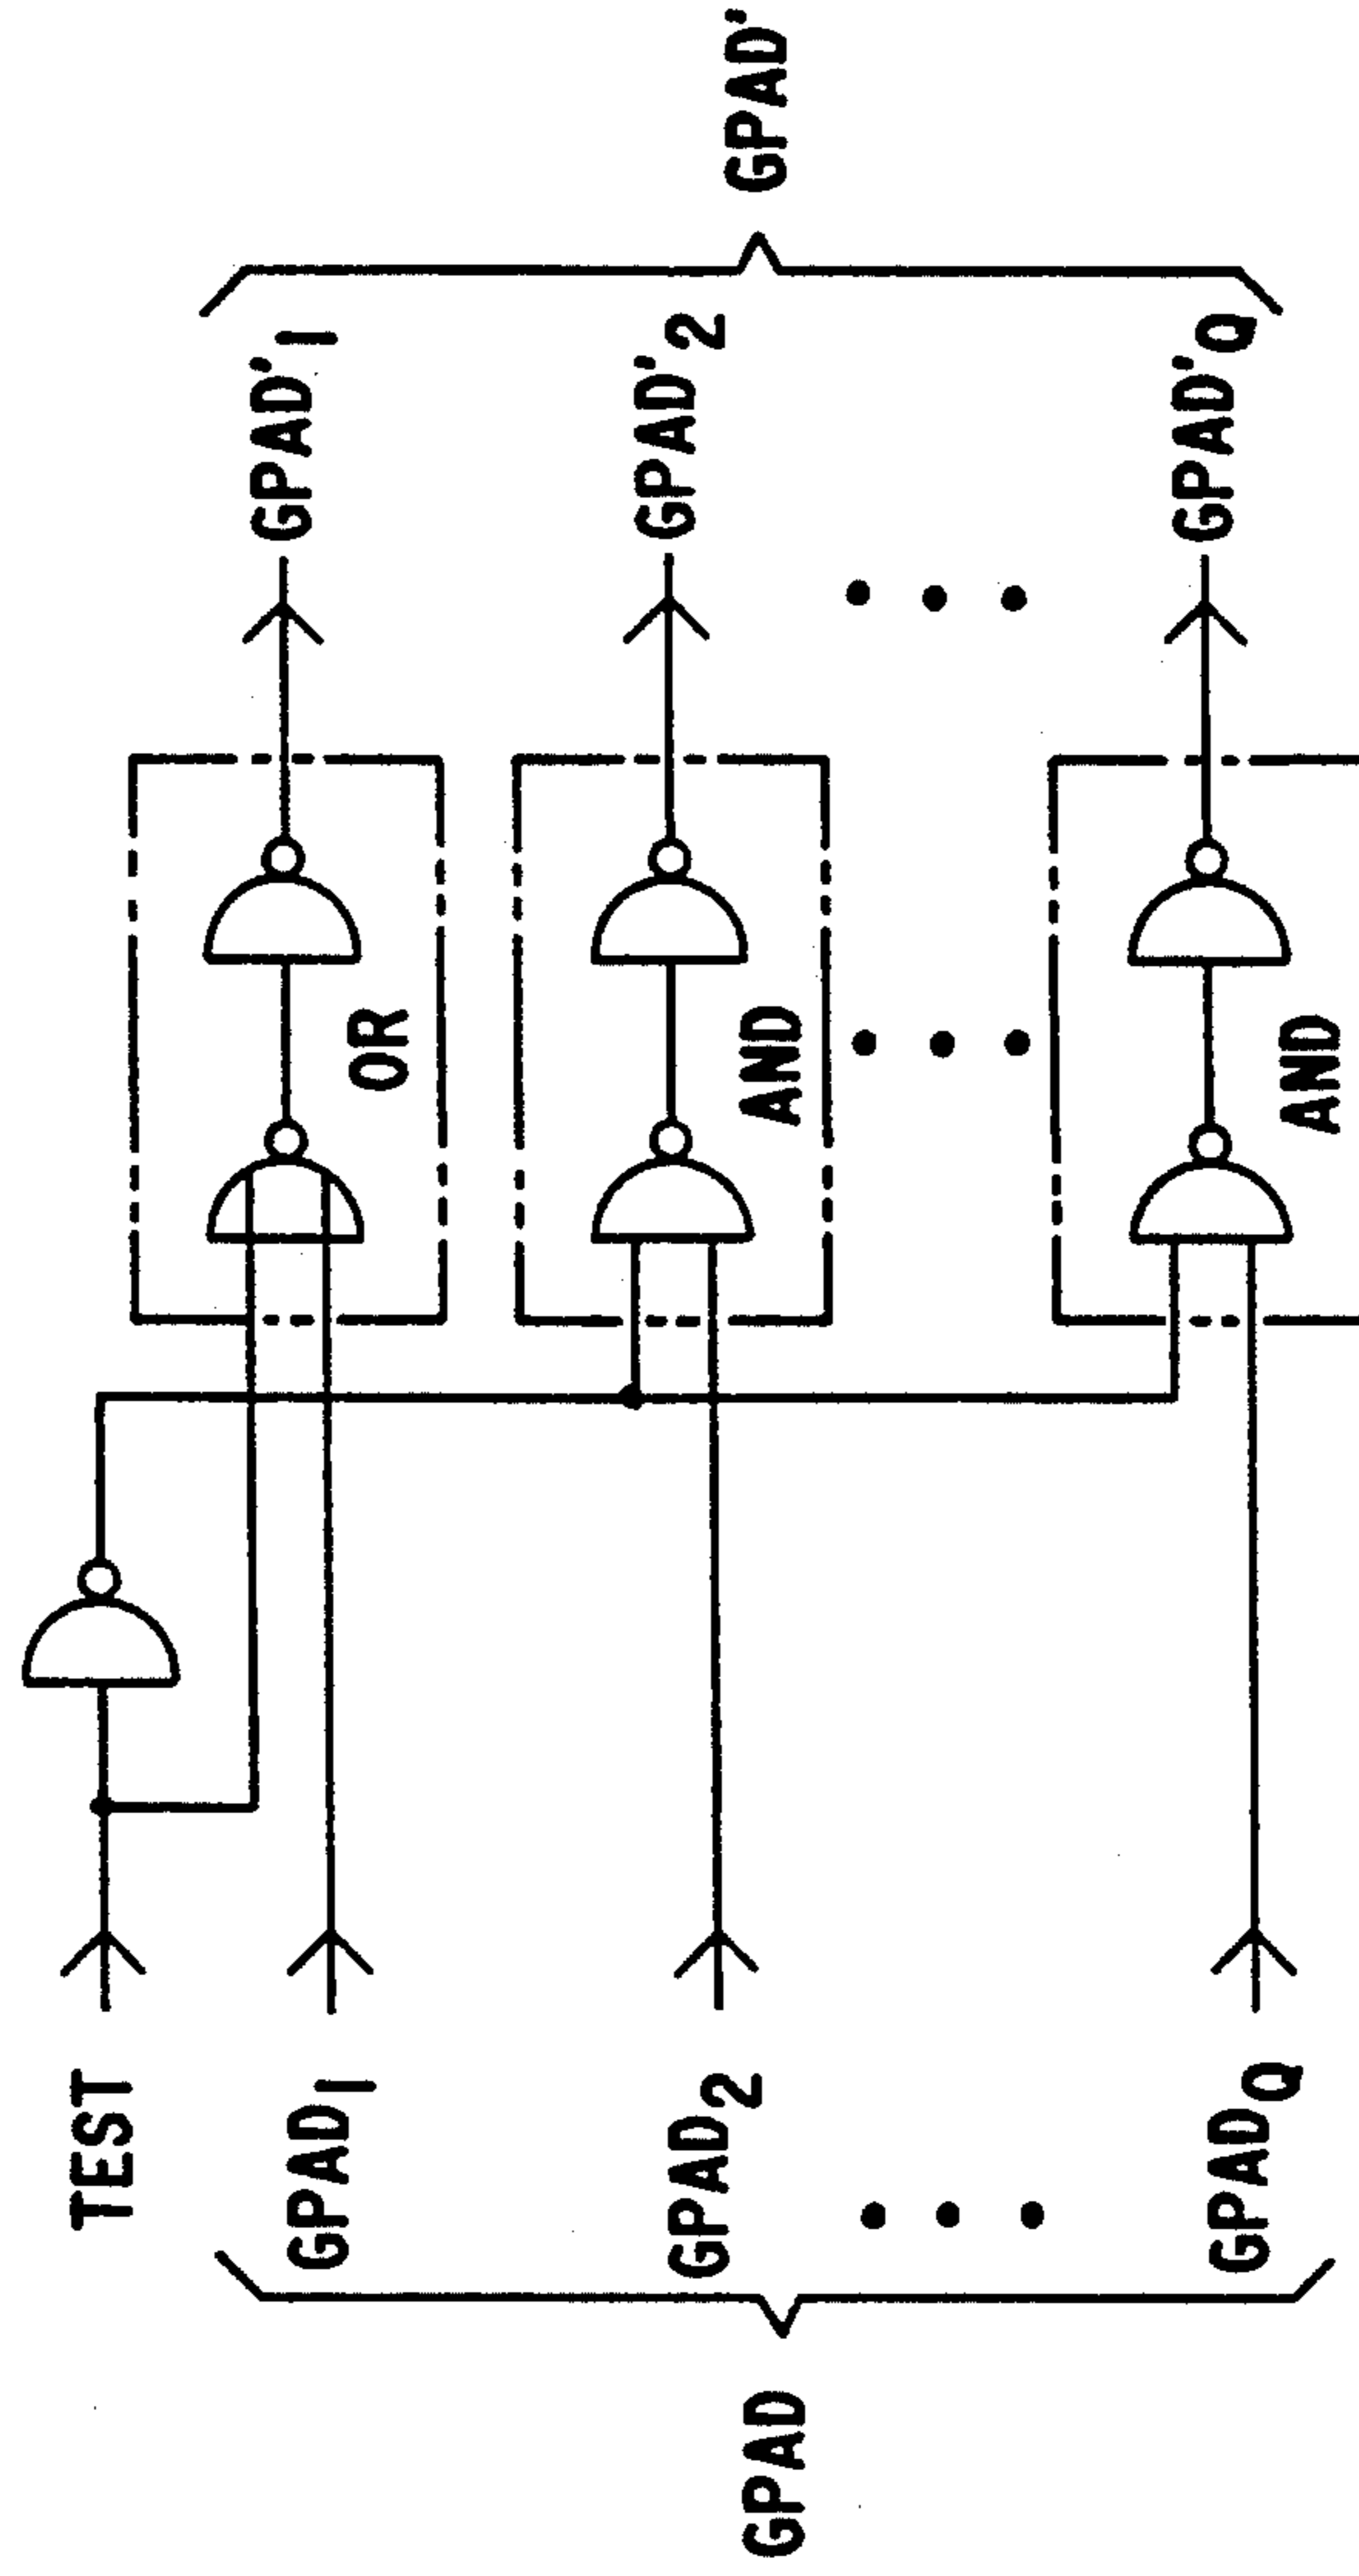 TEST
GPAD1
GPAD2
• • •
GPADQ
GPAD
OR
AND
• • •
AND
GPAD'1
GPAD'2
• • •
GPAD'Q
GPAD'